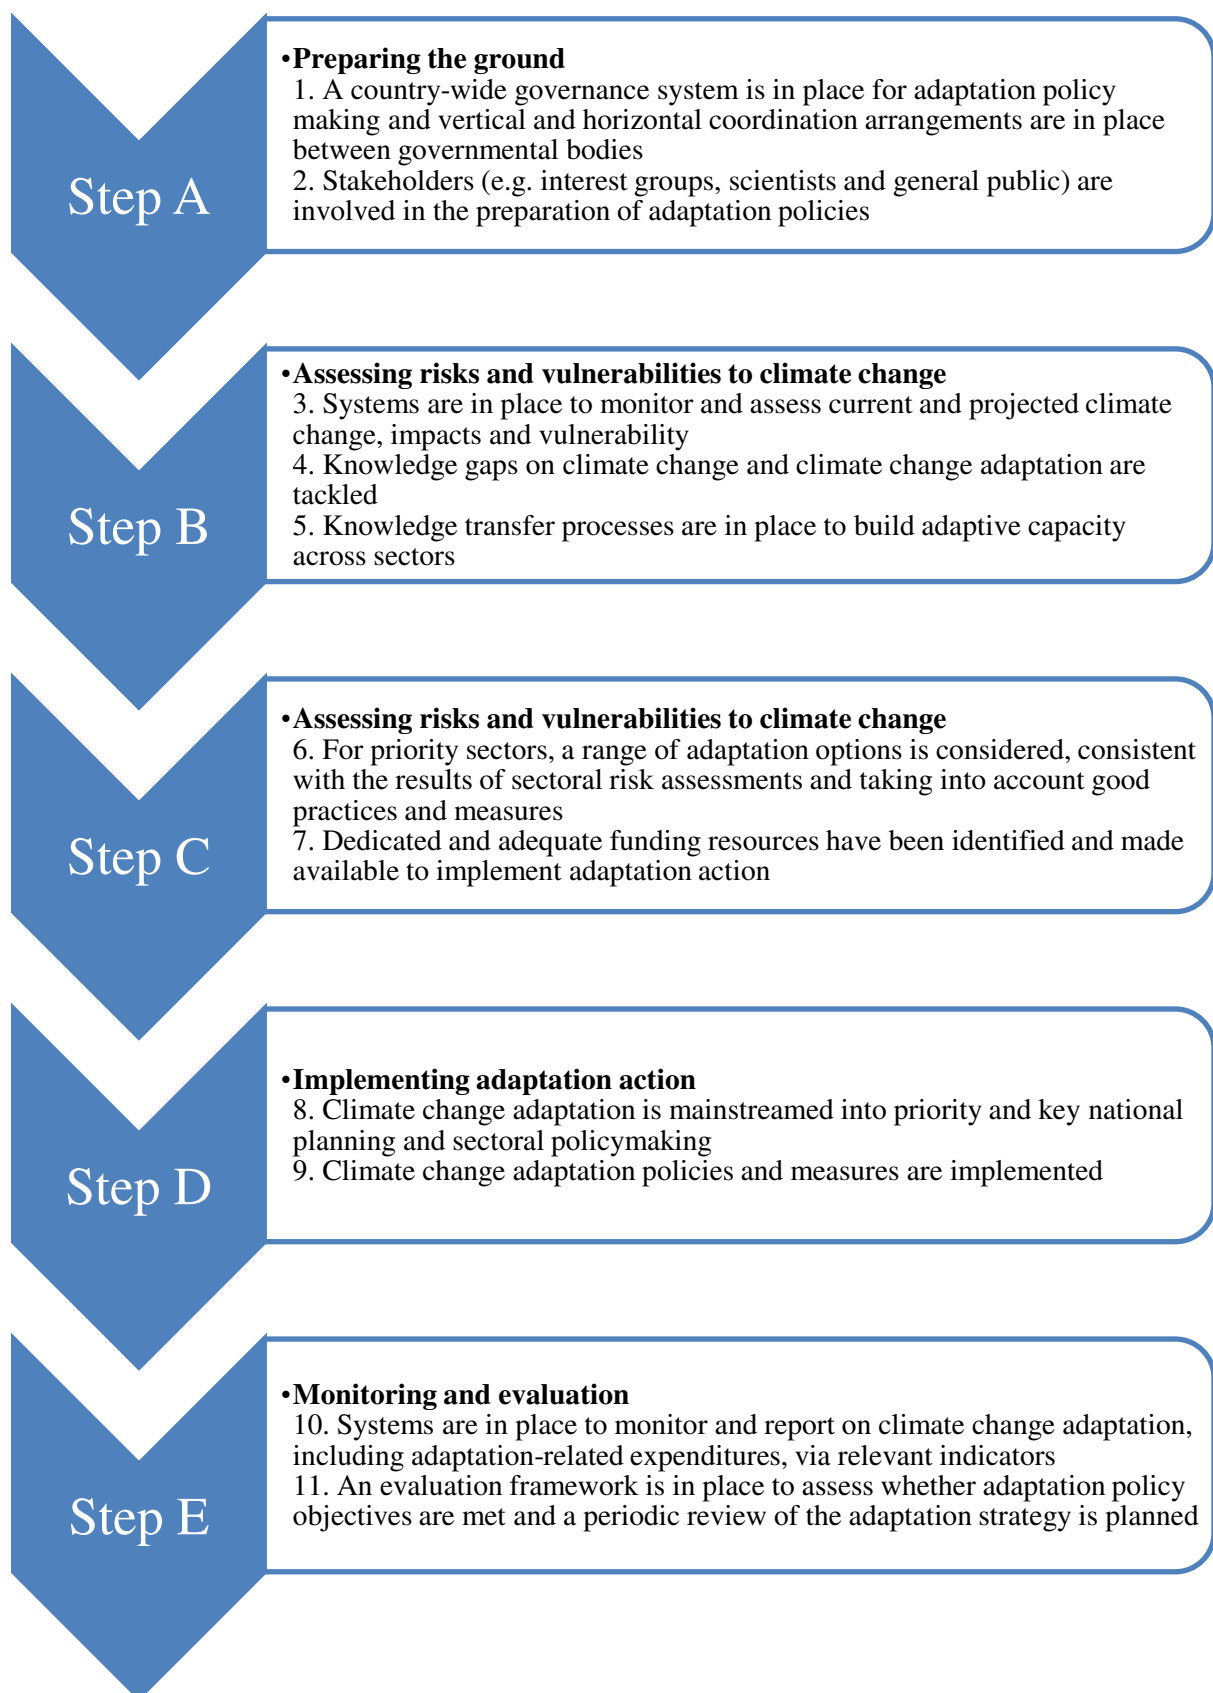 Step A
•Preparing the ground
1. A country-wide governance system is in place for adaptation policy
making and vertical and horizontal coordination arrangements are in place
between governmental bodies
2. Stakeholders (e.g. interest groups, scientists and general public) are
involved in the preparation of adaptation policies
Step B
•Assessing risks and vulnerabilities to climate change
3. Systems are in place to monitor and assess current and projected climate
change, impacts and vulnerability
4. Knowledge gaps on climate change and climate change adaptation are
tackled
5. Knowledge transfer processes are in place to build adaptive capacity
across sectors
Step C
•Assessing risks and vulnerabilities to climate change
6. For priority sectors, a range of adaptation options is considered, consistent
with the results of sectoral risk assessments and taking into account good
practices and measures
7. Dedicated and adequate funding resources have been identified and made
available to implement adaptation action
Step D
•Implementing adaptation action
8. Climate change adaptation is mainstreamed into priority and key national
planning and sectoral policymaking
9. Climate change adaptation policies and measures are implemented
Step E
•Monitoring and evaluation
10. Systems are in place to monitor and report on climate change adaptation,
including adaptation-related expenditures, via relevant indicators
11. An evaluation framework is in place to assess whether adaptation policy
objectives are met and a periodic review of the adaptation strategy is planned